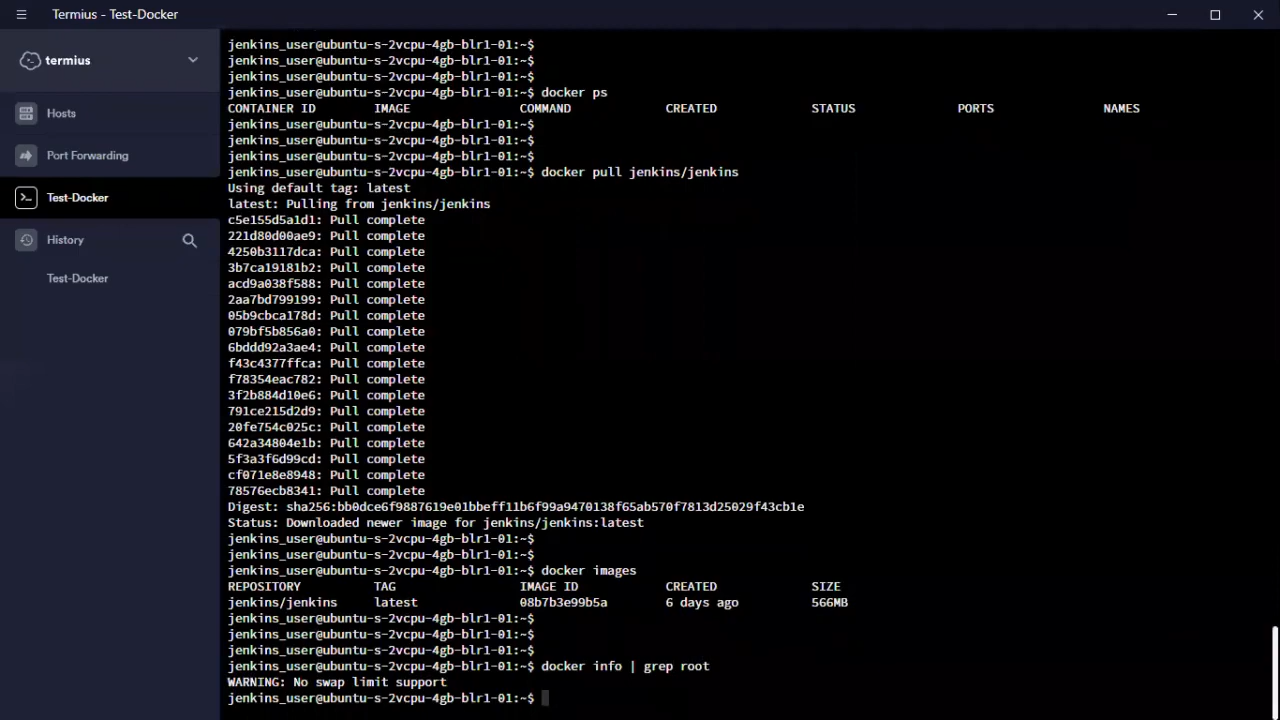 Termius - Test-Docker
termius
Hosts
Port Forwarding
Test-Docker
History
Test-Docker
jenkins_user@ubuntu-s-2vcpu-4gb-blr1-01:~$
jenkins_user@ubuntu-s-2vcpu-4gb-blr1-01:~$
jenkins_user@ubuntu-s-2vcpu-4gb-blr1-01:~$
jenkins_user@ubuntu-s-2vcpu-4gb-blr1-01:~$ docker ps
CONTAINER ID IMAGE COMMAND CREATED STATUS PORTS NAMES
jenkins_user@ubuntu-s-2vcpu-4gb-blr1-01:~$
jenkins_user@ubuntu-s-2vcpu-4gb-blr1-01:~$
jenkins_user@ubuntu-s-2vcpu-4gb-blr1-01:~$
jenkins_user@ubuntu-s-2vcpu-4gb-blr1-01:~$ docker pull jenkins/jenkins
Using default tag: latest
latest: Pulling from jenkins/jenkins
c5e155d5a1d1: Pull complete
221d80d00ae9: Pull complete
4250b3117dca: Pull complete
3b7ca19181b2: Pull complete
acd9a038f588: Pull complete
2aa7bd799199: Pull complete
05b9cbca178d: Pull complete
079bf5b856a0: Pull complete
6bddd92a3ae4: Pull complete
f43c4377ffca: Pull complete
f78354eac782: Pull complete
3f2b884d10e6: Pull complete
791ce215d2d9: Pull complete
20fe754c025c: Pull complete
642a34804e1b: Pull complete
5f3a3f6d99cd: Pull complete
cf071e8e8948: Pull complete
78576ecb8341: Pull complete
Digest: sha256:bb0dce6f9887619e01bbeff11b6f99a9470138f65ab570f7813d25029f43cb1e
Status: Downloaded newer image for jenkins/jenkins:latest
jenkins_user@ubuntu-s-2vcpu-4gb-blr1-01:~$
jenkins_user@ubuntu-s-2vcpu-4gb-blr1-01:~$
jenkins_user@ubuntu-s-2vcpu-4gb-blr1-01:~$ docker images
REPOSITORY TAG IMAGE ID CREATED SIZE
jenkins/jenkins latest 08b7b3e99b5a 6 days ago 566MB
jenkins_user@ubuntu-s-2vcpu-4gb-blr1-01:~$
jenkins_user@ubuntu-s-2vcpu-4gb-blr1-01:~$
jenkins_user@ubuntu-s-2vcpu-4gb-blr1-01:~$
jenkins_user@ubuntu-s-2vcpu-4gb-blr1-01:~$ docker info | grep root
WARNING: No swap limit support
jenkins_user@ubuntu-s-2vcpu-4gb-blr1-01:~$